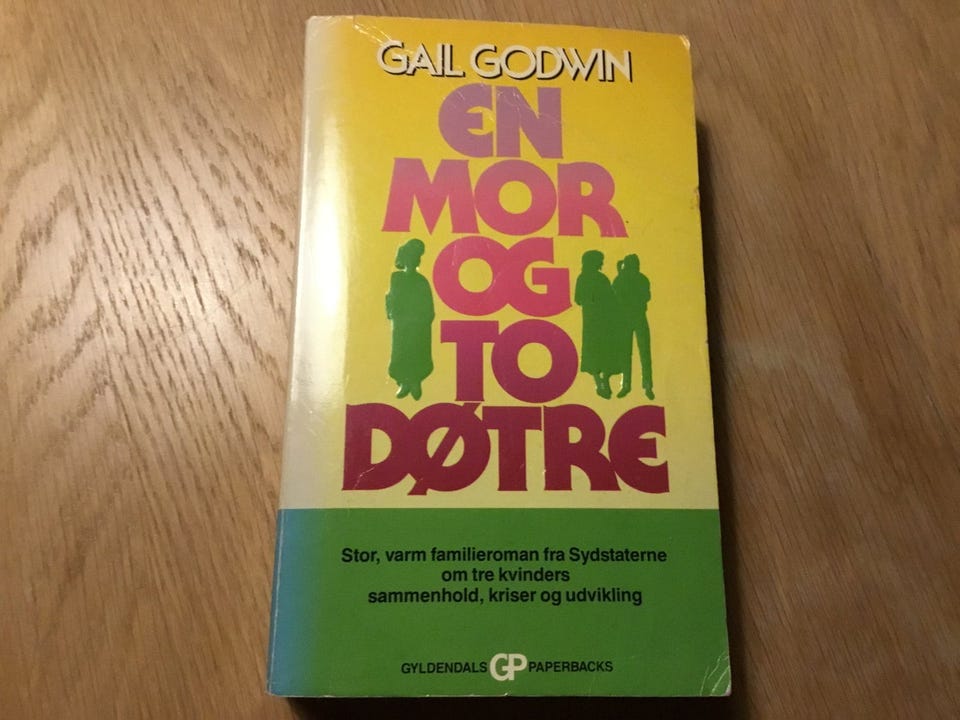 GAIL GODWIN
EN
MOR
OG
TO
DØTRE
Stor, varm familieroman fra Sydstaterne
om tre kvinders
sammenhold, kriser og udvikling
GYLDENDALS GP PAPERBACKS